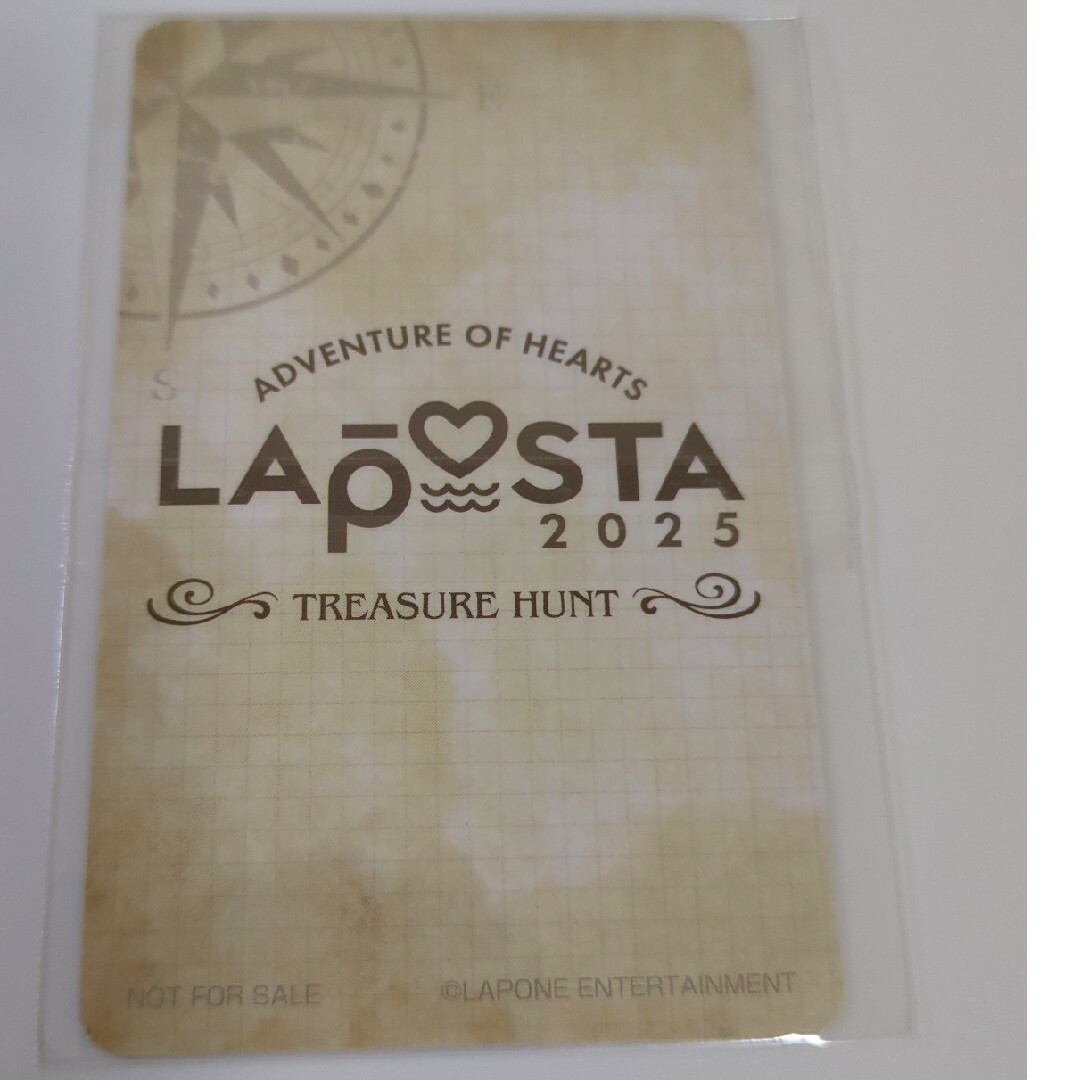 S
ADVENTURE OF HEARTS
LAPOSTA
2025
TREASURE HUNT
NOT FOR SALE
©LAPONE ENTERTAINMENT